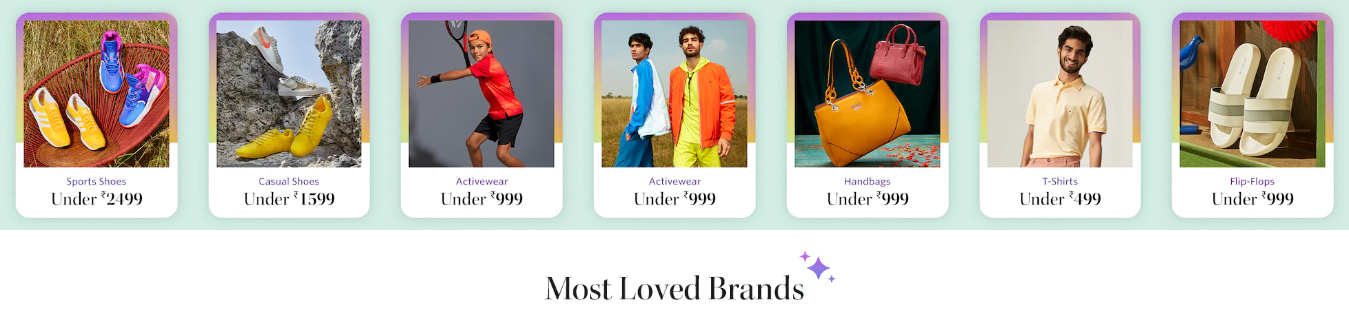 Sports Shoes
Under ₹2499
Casual Shoes
Under ₹1599
Activewear
Under ₹999
Activewear
Under ₹999
Handbags
Under ₹999
T-Shirts
Under ₹499
Flip-Flops
Under ₹999
Most Loved Brands